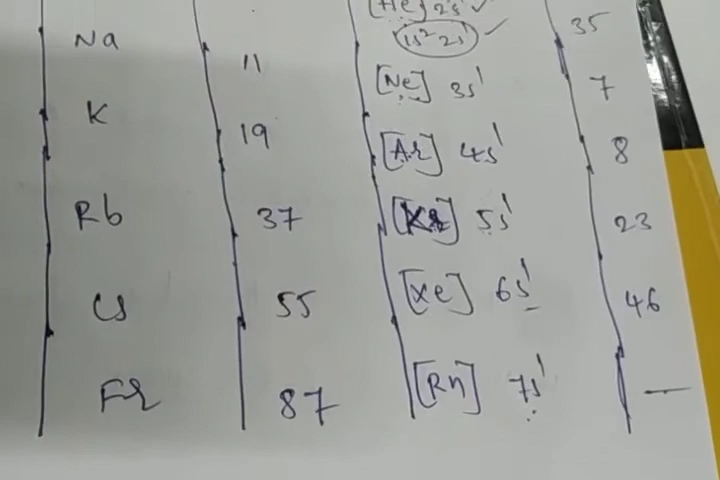 [He] 2s¹ ✓
1s² 2s¹ ✓ 35
Na 11 [Ne] 3s¹ 7
K 19 [Ar] 4s¹ 8
Rb 37 [Kr] 5s¹ 23
Cs 55 [Xe] 6s¹ 46
Fr 87 [Rn] 7s¹ —